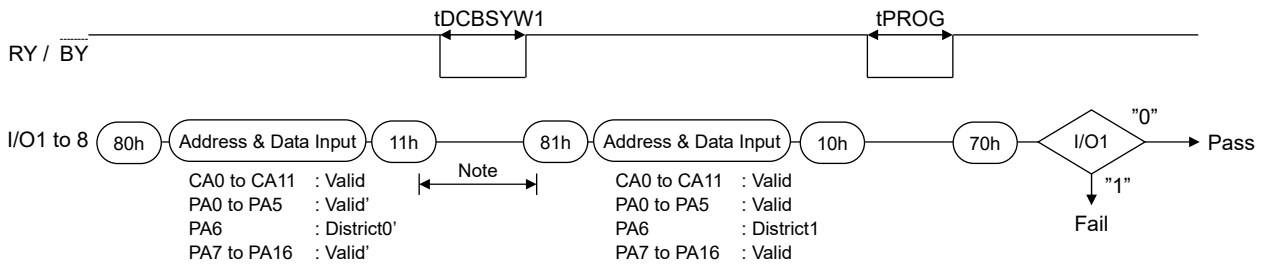 tDCBSYW1
tPROG
RY / BY
I/O1 to 8
80h
Address & Data Input
11h
Note
81h
Address & Data Input
10h
70h
I/O1
"0"
Pass
"1"
Fail
CA0 to CA11 : Valid
PA0 to PA5 : Valid'
PA6 : District0'
PA7 to PA16 : Valid'
CA0 to CA11 : Valid
PA0 to PA5 : Valid
PA6 : District1
PA7 to PA16 : Valid